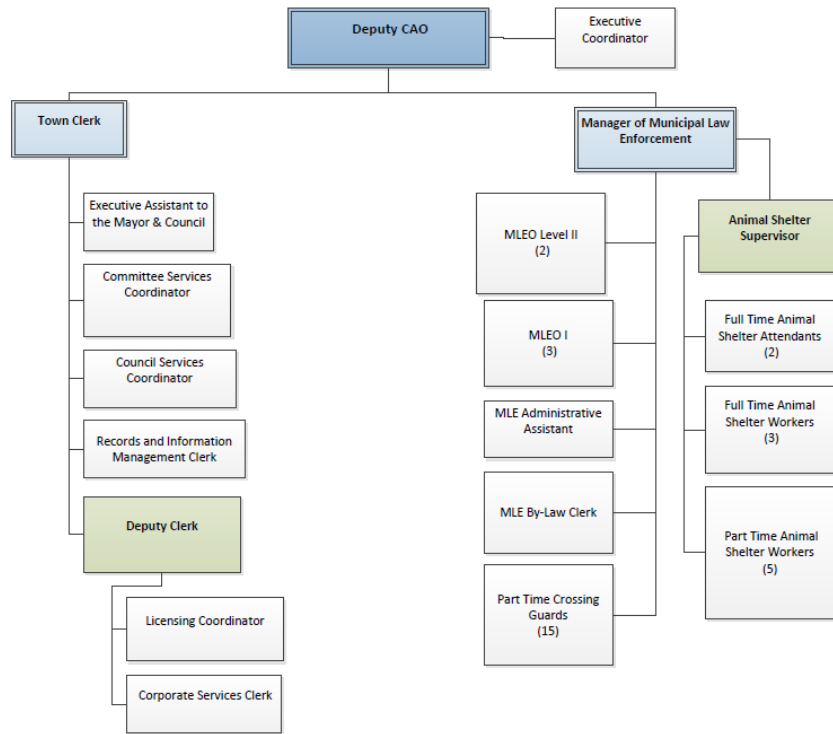 Deputy CAO
Executive
Coordinator
Town Clerk
Executive Assistant to
the Mayor & Council
Committee Services
Coordinator
Council Services
Coordinator
Records and Information
Management Clerk
Deputy Clerk
Licensing Coordinator
Corporate Services Clerk
Manager of Municipal Law
Enforcement
MLEO Level II
(2)
MLEO I
(3)
MLE Administrative
Assistant
MLE By-Law Clerk
Part Time Crossing
Guards
(15)
Animal Shelter
Supervisor
Full Time Animal
Shelter Attendants
(2)
Full Time Animal
Shelter Workers
(3)
Part Time Animal
Shelter Workers
(5)